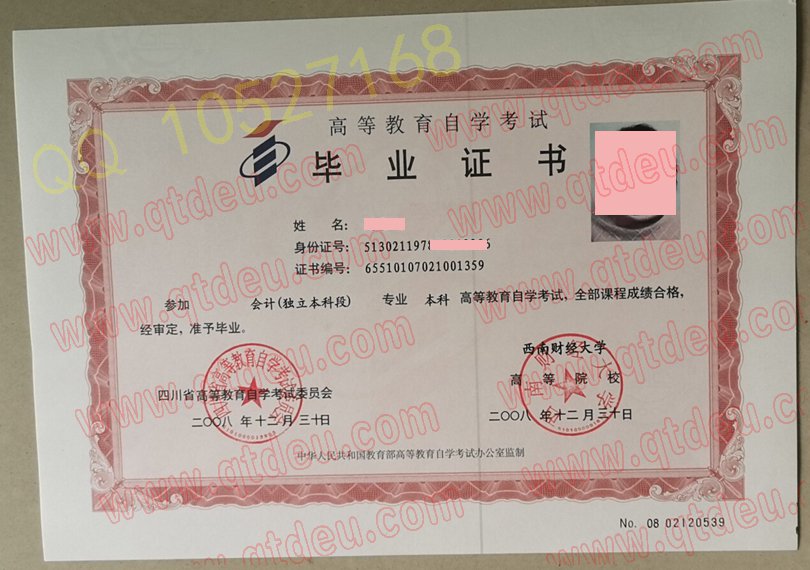 QQ 10527168
www.qtdeu.com
高等教育自学考试
毕业证书
姓 名：
身份证号：5130211978
证书编号：65510107021001359
参加 会计(独立本科段) 专业 本科 高等教育自学考试，全部课程成绩合格，
经审定，准予毕业。
四川省高等教育自学考试委员会
二〇〇八 年十二月 三十日
西南财经大学
高 等 院 校
二〇〇八 年十二月 三十日
中华人民共和国教育部高等教育自学考试办公室监制
No. 08 02120539